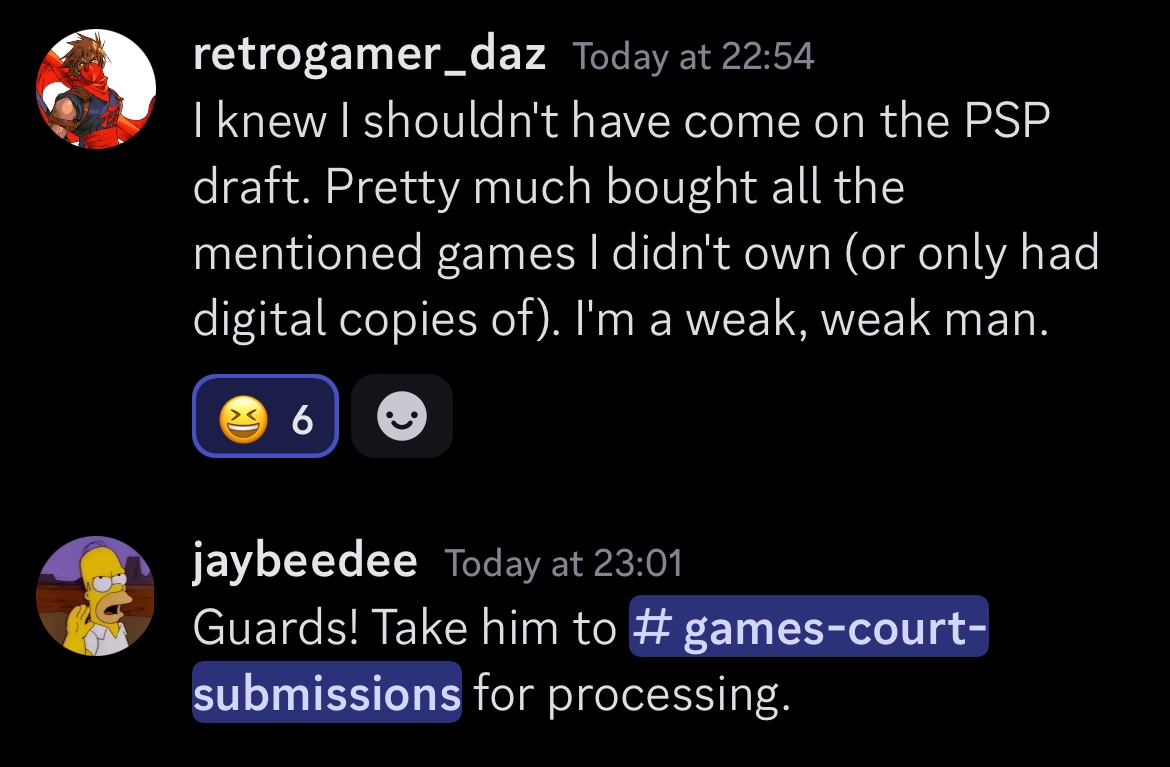 retrogamer_daz Today at 22:54
I knew I shouldn't have come on the PSP
draft. Pretty much bought all the
mentioned games I didn't own (or only had
digital copies of). I'm a weak, weak man.
6
jaybeedee Today at 23:01
Guards! Take him to # games-court-
submissions for processing.